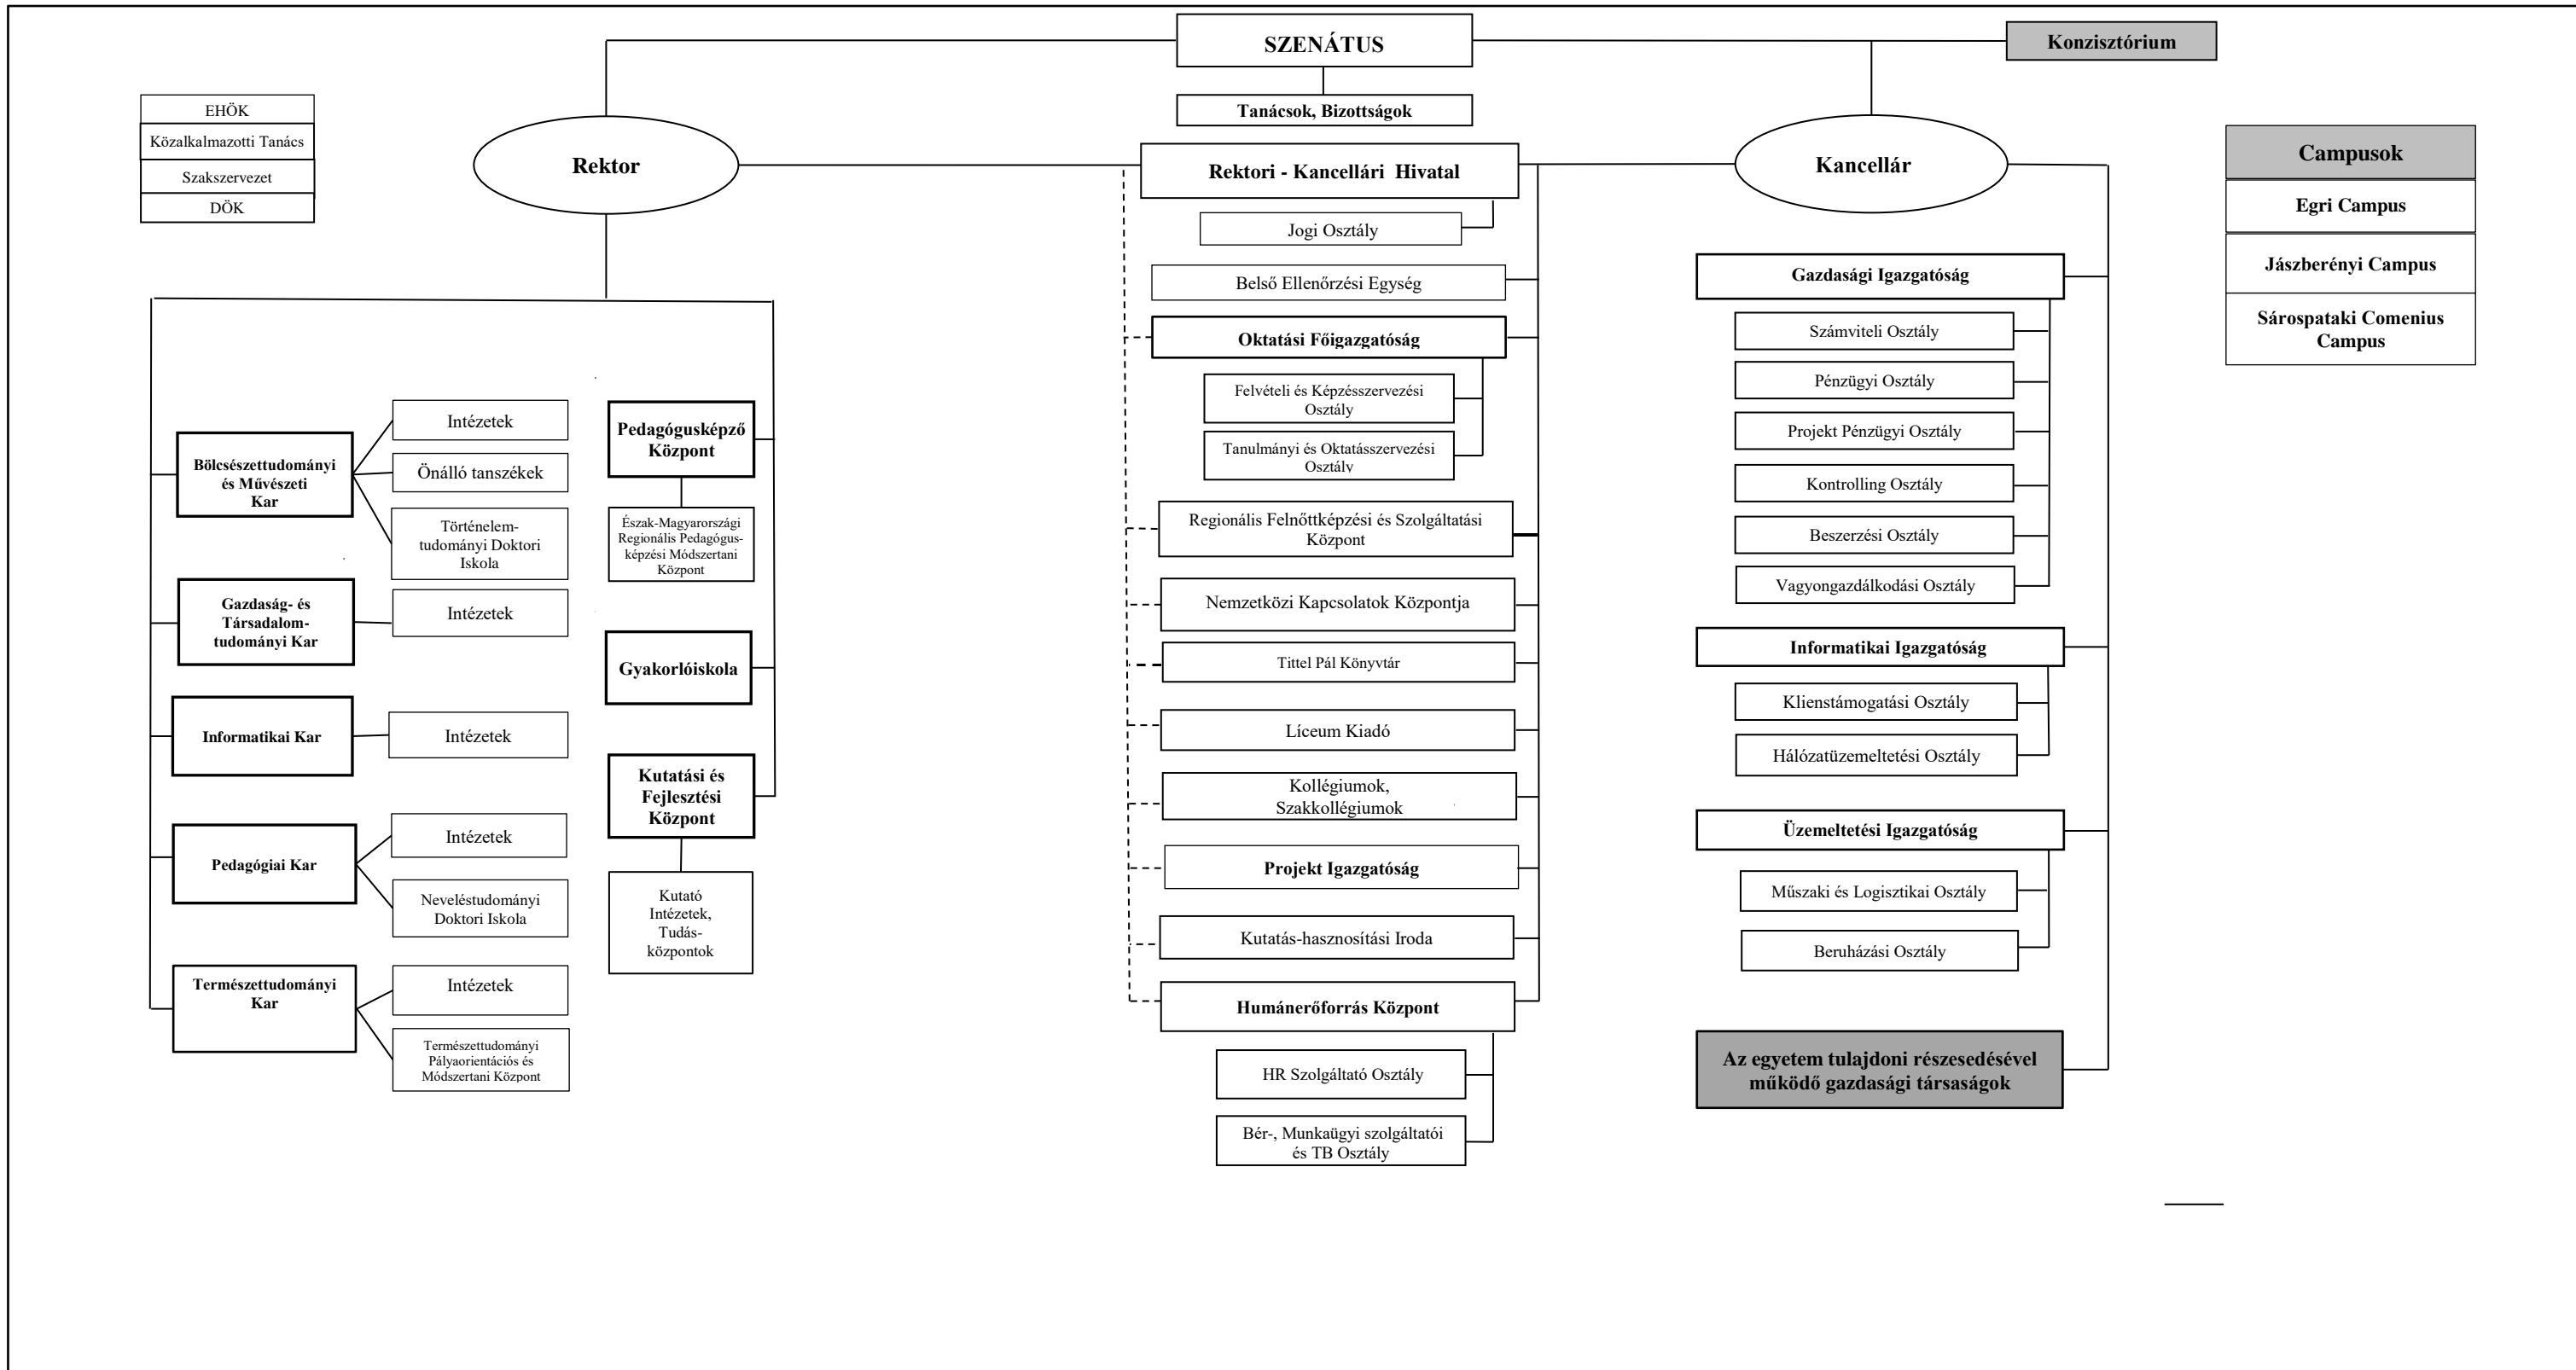 SZENÁTUS
Konzisztórium
Tanácsok, Bizottságok
EHÖK
Közalkalmazotti Tanács
Szakszervezet
DÖK
Rektor
Rektori - Kancellári Hivatal
Kancellár
Campusok
Egri Campus
Jászberényi Campus
Sárospataki Comenius
Campus
Bölcsészettudományi
és Művészeti
Kar
Intézetek
Önálló tanszékek
Történelem-
tudományi Doktori
Iskola
Gazdaság- és
Társadalom-
tudományi Kar
Intézetek
Informatikai Kar
Intézetek
Pedagógiai Kar
Intézetek
Neveléstudományi
Doktori Iskola
Természettudományi
Kar
Intézetek
Természettudományi
Pályaorientációs és
Módszertani Központ
Pedagógusképző
Központ
Észak-Magyarországi
Regionális Pedagógus-
képzési Módszertani
Központ
Gyakorlóiskola
Kutatási és
Fejlesztési
Központ
Kutató
Intézetek,
Tudás-
központok
Jogi Osztály
Belső Ellenőrzési Egység
Oktatási Főigazgatóság
Felvételi és Képzésszervezési
Osztály
Tanulmányi és Oktatásszervezési
Osztály
Regionális Felnőttképzési és Szolgáltatási
Központ
Nemzetközi Kapcsolatok Központja
Tittel Pál Könyvtár
Líceum Kiadó
Kollégiumok,
Szakkollégiumok
Projekt Igazgatóság
Kutatás-hasznosítási Iroda
Humánerőforrás Központ
HR Szolgáltató Osztály
Bér-, Munkaügyi szolgáltatói
és TB Osztály
Gazdasági Igazgatóság
Számviteli Osztály
Pénzügyi Osztály
Projekt Pénzügyi Osztály
Kontrolling Osztály
Beszerzési Osztály
Vagyongazdálkodási Osztály
Informatikai Igazgatóság
Klienstámogatási Osztály
Hálózatüzemeltetési Osztály
Üzemeltetési Igazgatóság
Műszaki és Logisztikai Osztály
Beruházási Osztály
Az egyetem tulajdoni részesedésével
működő gazdasági társaságok